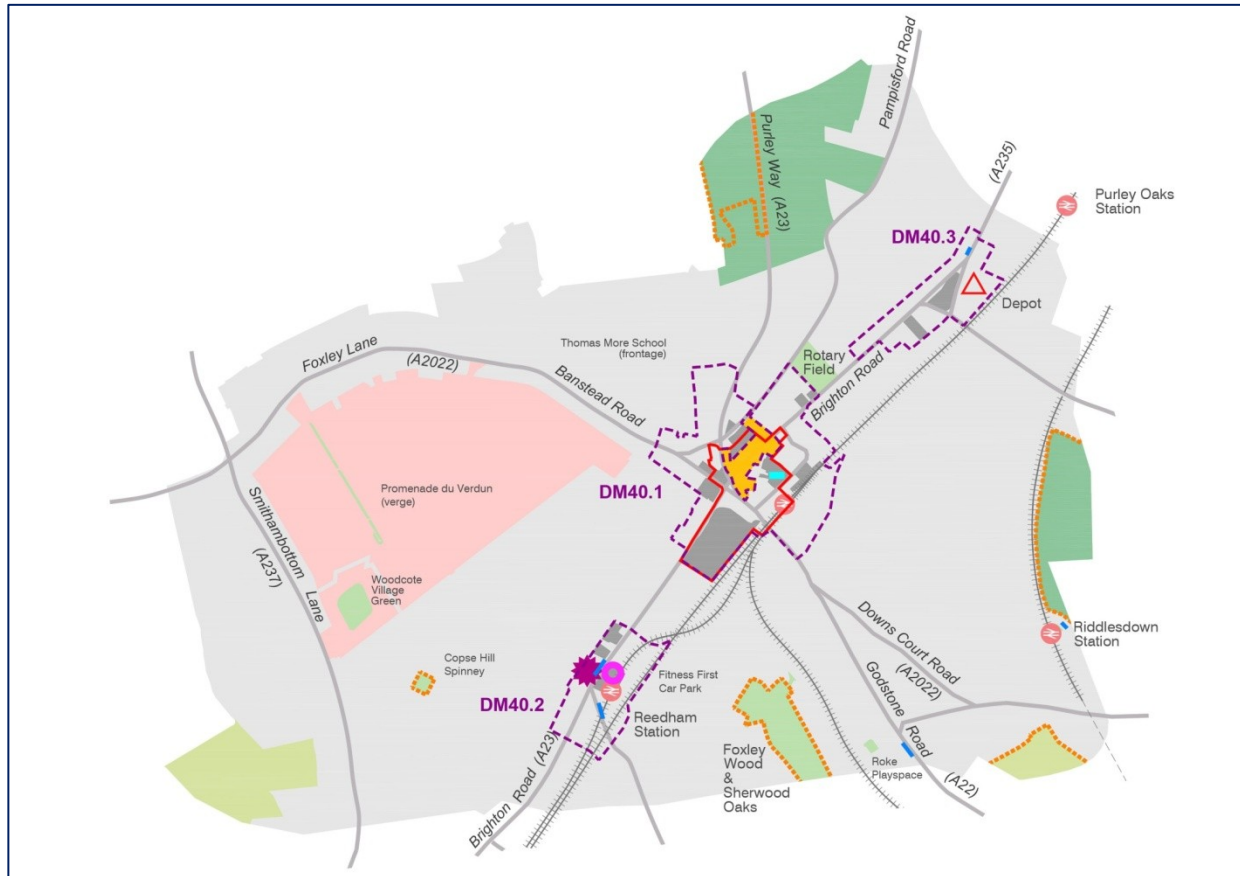 Pampisford Road
Purley Way
(A23)
(A235)
Purley Oaks
Station
DM40.3
Depot
Foxley Lane
(A2022)
Thomas More School
(frontage)
Rotary
Field
Brighton Road
Banstead Road
DM40.1
Promenade du Verdun
(verge)
Smithambottom
Lane
(A237)
Woodcote
Village
Green
Riddlesdown
Station
Downs Court Road
(A2022)
Copse Hill
Spinney
Fitness First
Car Park
DM40.2
Reedham
Station
Godstone
Road
(A22)
Foxley
Wood
&
Sherwood
Oaks
Roke
Playspace
Brighton Road (A23)